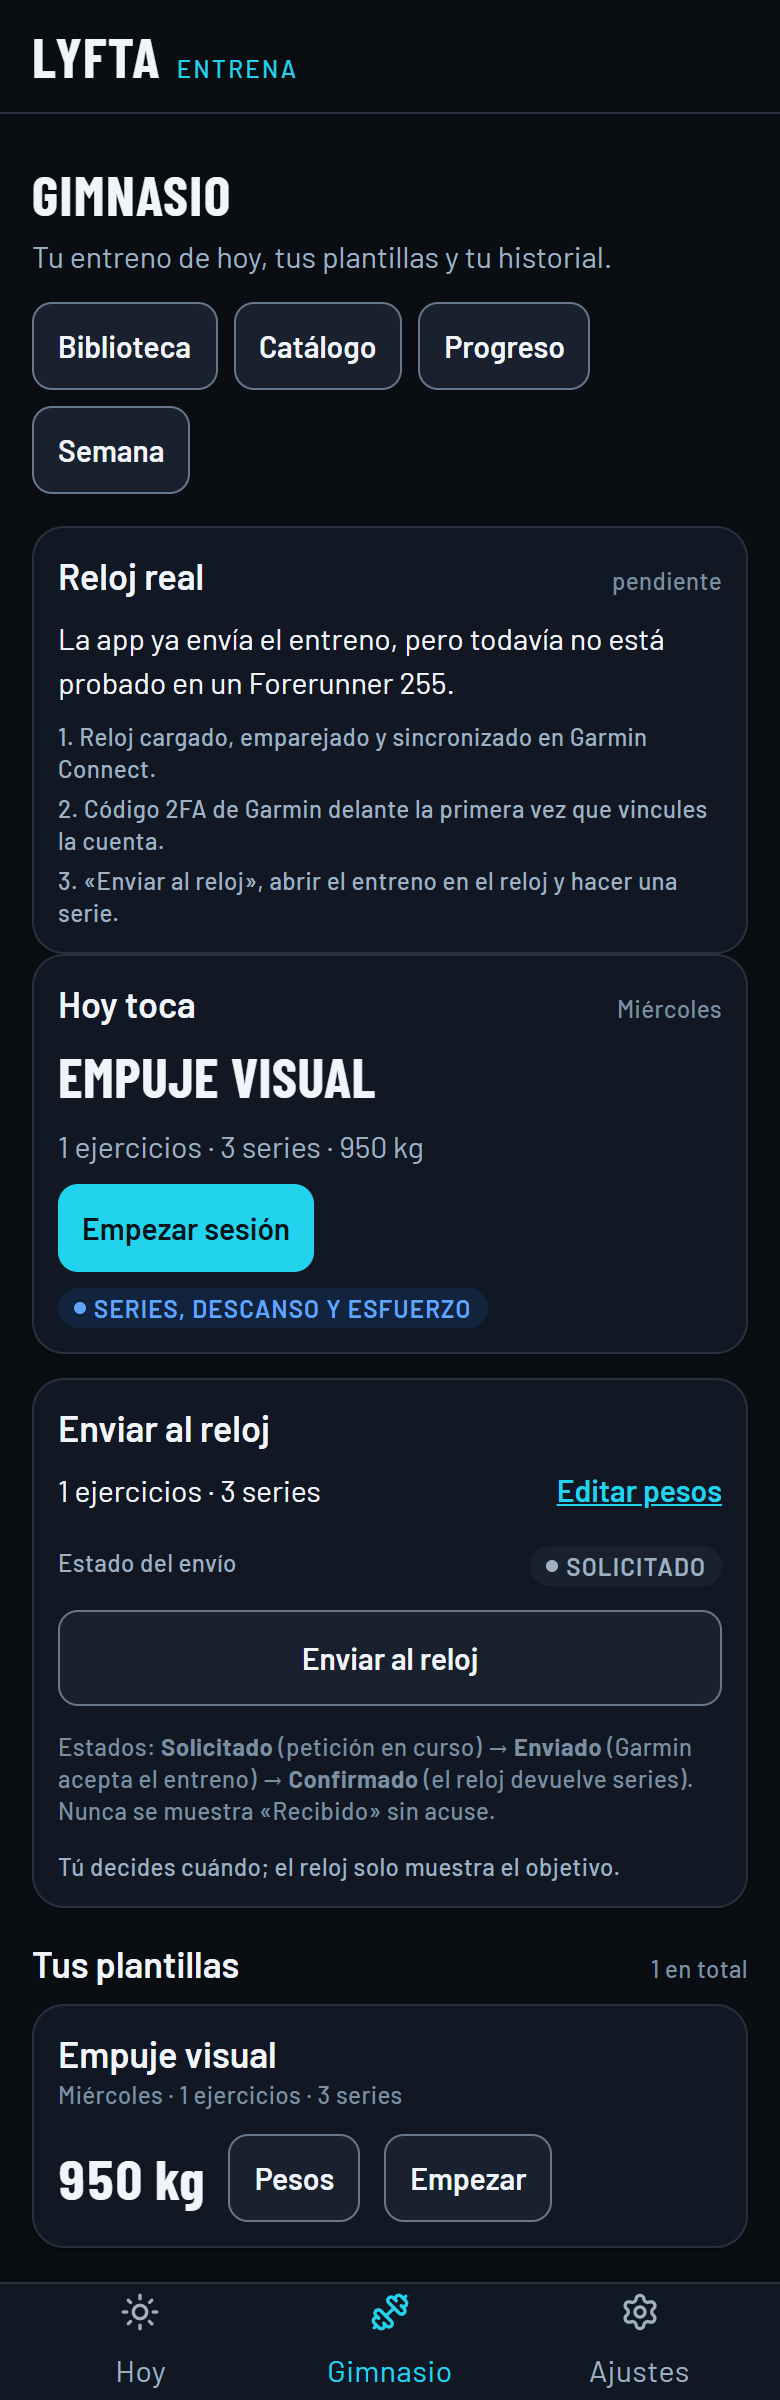 LYFTA ENTRENA
GIMNASIO
Tu entreno de hoy, tus plantillas y tu historial.
Biblioteca
Catálogo
Progreso
Semana
Reloj real
pendiente
La app ya envía el entreno, pero todavía no está
probado en un Forerunner 255.
1. Reloj cargado, emparejado y sincronizado en Garmin
Connect.
2. Código 2FA de Garmin delante la primera vez que vincules
la cuenta.
3. «Enviar al reloj», abrir el entreno en el reloj y hacer una
serie.
Hoy toca
Miércoles
EMPUJE VISUAL
1 ejercicios · 3 series · 950 kg
Empezar sesión
SERIES, DESCANSO Y ESFUERZO
Enviar al reloj
1 ejercicios · 3 series
Editar pesos
Estado del envío
SOLICITADO
Enviar al reloj
Estados: Solicitado (petición en curso) → Enviado (Garmin
acepta el entreno) → Confirmado (el reloj devuelve series).
Nunca se muestra «Recibido» sin acuse.
Tú decides cuándo; el reloj solo muestra el objetivo.
Tus plantillas
1 en total
Empuje visual
Miércoles · 1 ejercicios · 3 series
950 kg
Pesos
Empezar
Hoy
Gimnasio
Ajustes